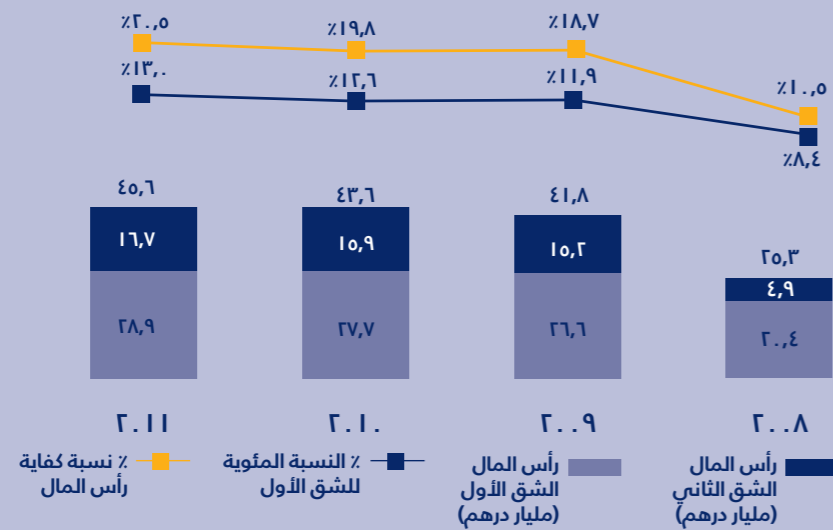 ٪١٠,٥
٪١٨,٧
٪١٩,٨
٪٢٠,٥
٪٨,٤
٪١١,٩
٪١٢,٦
٪١٣,٠
٢٥,٣
٤١,٨
٤٣,٦
٤٥,٦
٤,٩
١٥,٢
١٥,٩
١٦,٧
٢٠,٤
٢٦,٦
٢٧,٧
٢٨,٩
٢٠٠٨
٢٠٠٩
٢٠١٠
٢٠١١
رأس المال
الشق الثاني
(مليار درهم)
رأس المال
الشق الأول
(مليار درهم)
٪ النسبة المئوية
للشق الأول
٪ نسبة كفاية
رأس المال